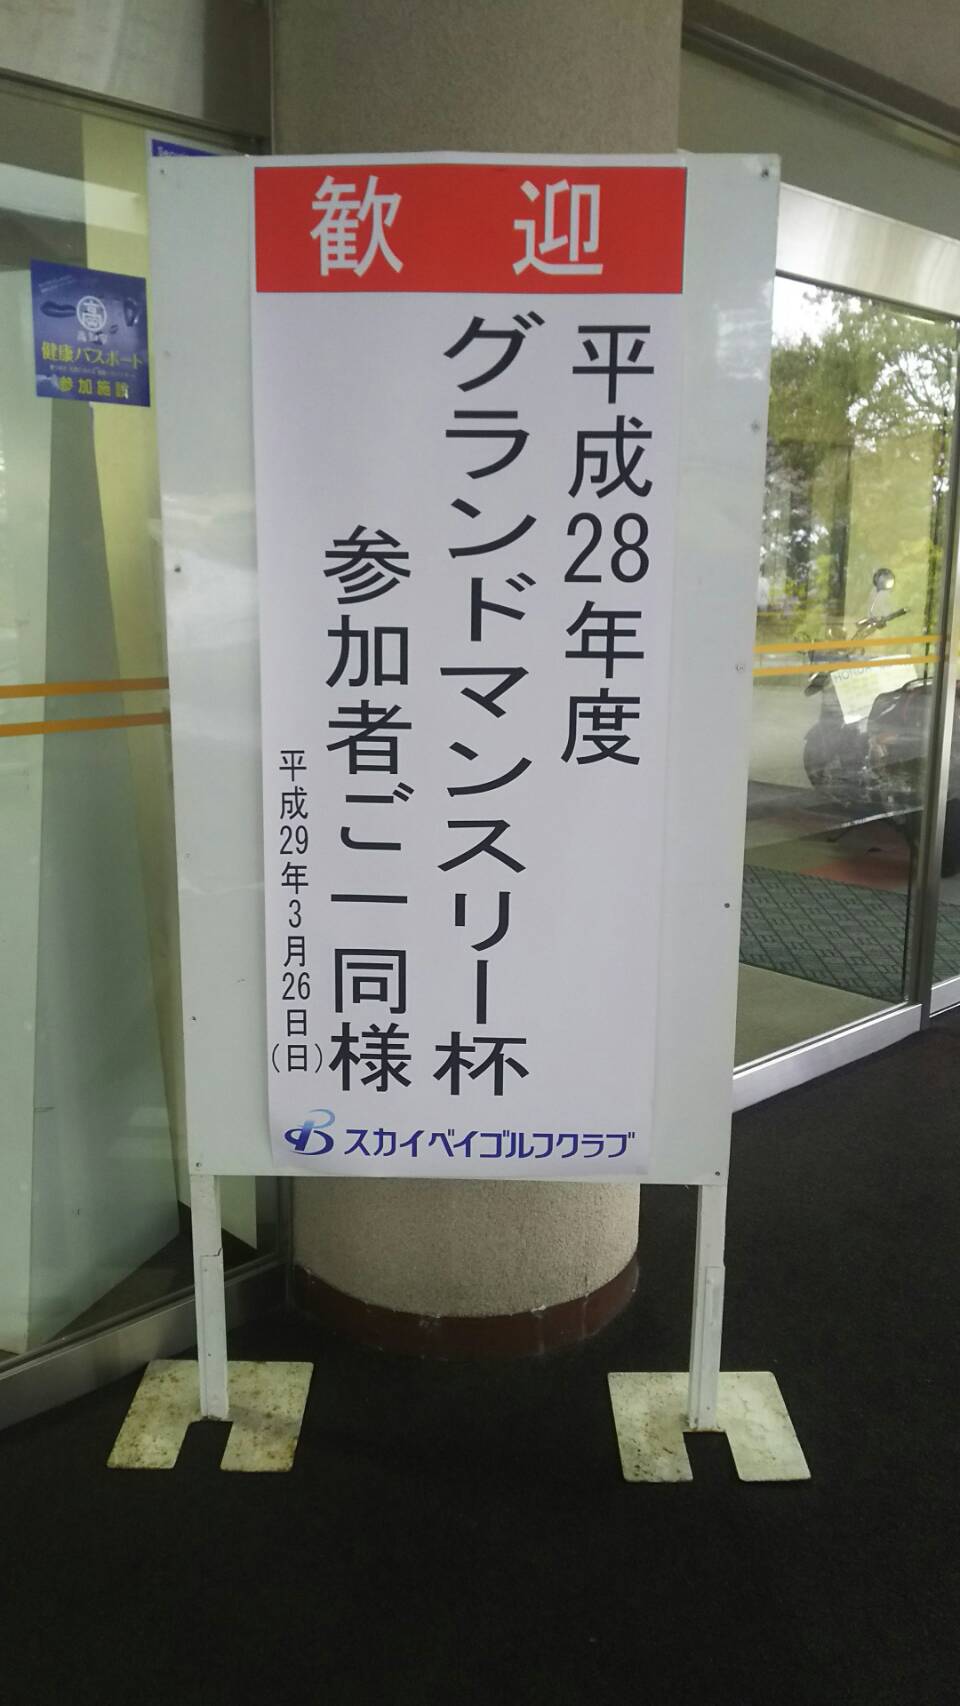 歓迎
平成28年度
グランドマンスリー杯
参加者ご一同様
平成29年3月26日(日)
スカイベイゴルフクラブ
高
健康パスポート
参加施設